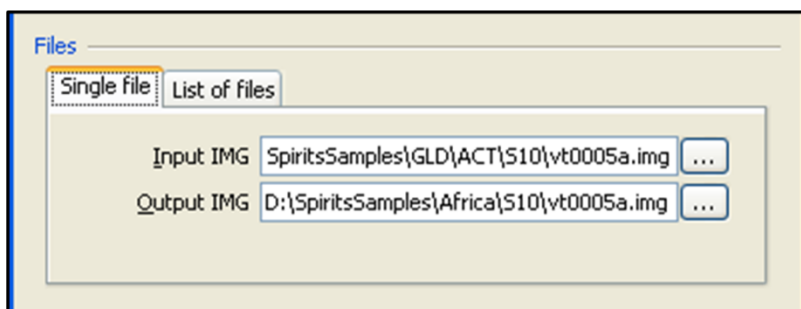 Files
Single file List of files
Input IMG SpiritsSamples\GLD\ACT\S10\vt0005a.img ...
Output IMG D:\SpiritsSamples\Africa\S10\vt0005a.img ...